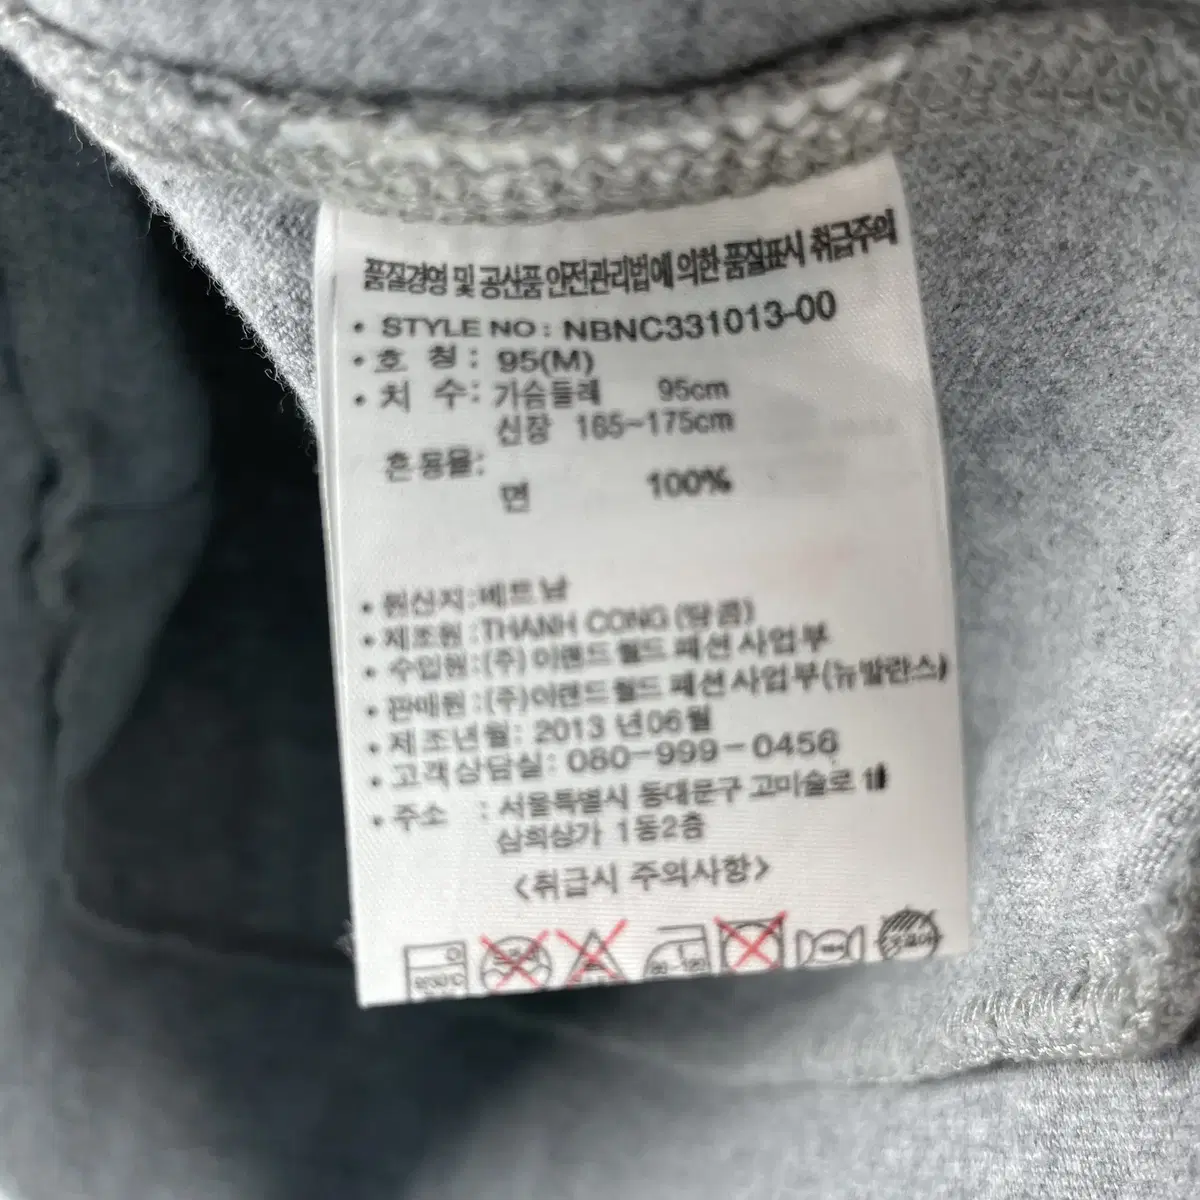 품질경영 및 공산품안전관리법에 의한 품질표시 취급주의
• STYLE NO : NBNC331013-00
• 호 칭 : 95(M)
• 치 수 : 가슴둘레 95cm
신장 165~175cm
혼용율:
면 100%
• 원산지:베트남
• 제조원 :THANH CONG (탕콤)
• 수입원 :(주) 이랜드 월드 패션 사업부
• 판매원 :(주)이랜드 월드 패션 사업부(뉴발란스)
• 제조년월: 2013 년06월
• 고객상담실: 080-999-0456
• 주소 : 서울특별시 동대문구 고미술로
삼희상가 1동2층
<취급시 주의사항>